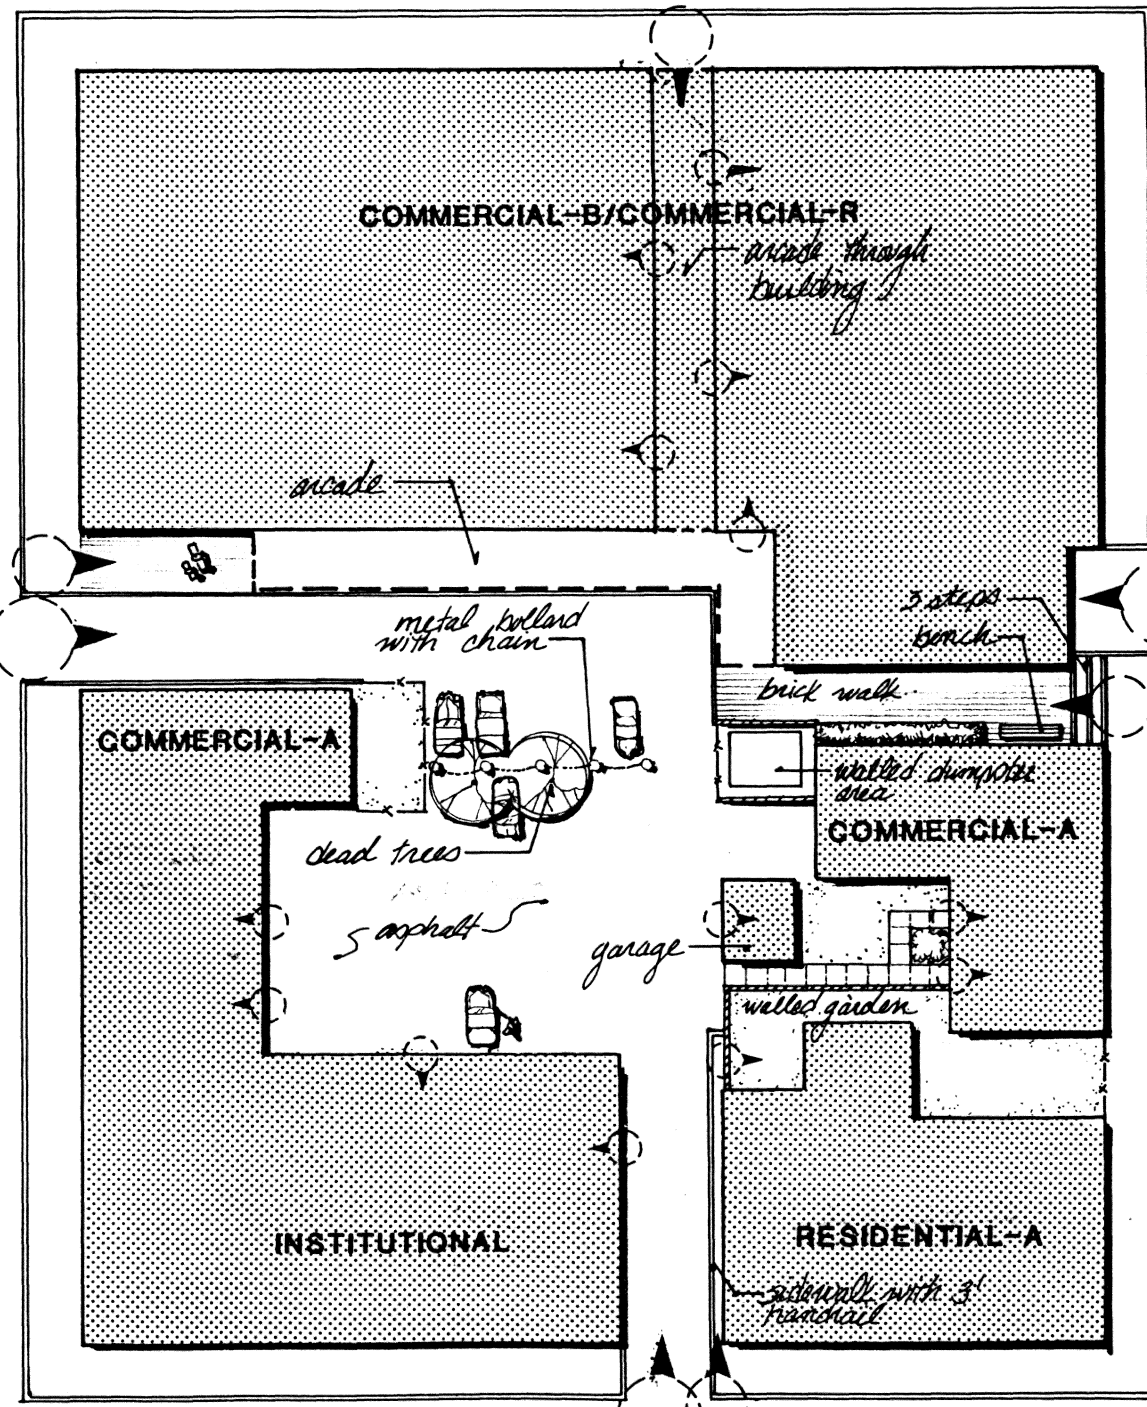 COMMERCIAL-B/COMMERCIAL-R
arcade through
building
arcade
3 steps
bench
metal bollard
with chain
brick walk
COMMERCIAL-A
walled dumpster
area
COMMERCIAL-A
dead trees
asphalt
garage
walled garden
INSTITUTIONAL
RESIDENTIAL-A
sidewalk with 3'
handrail